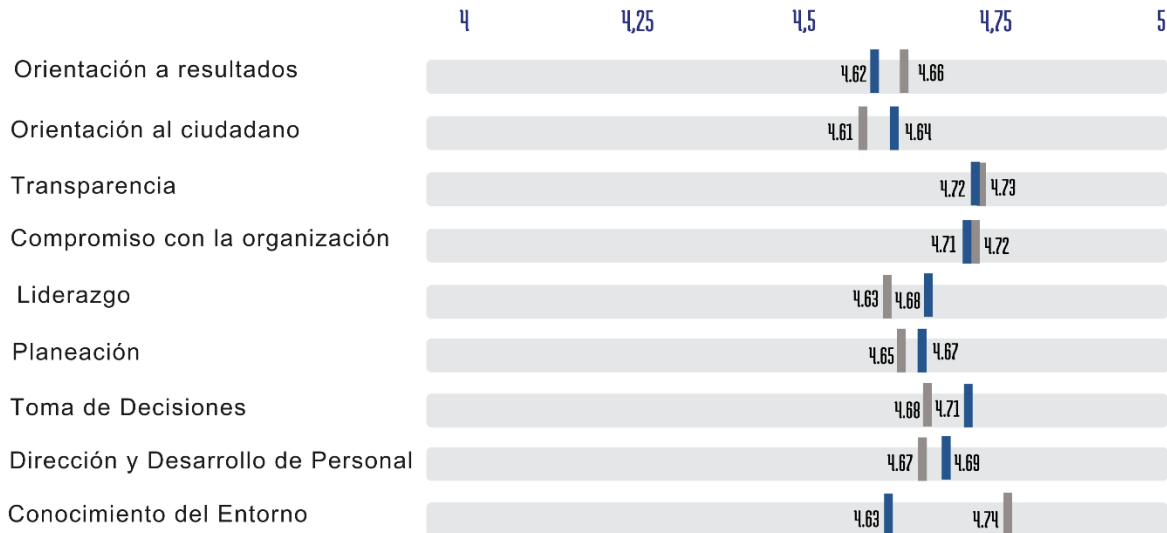 4 4,25 4,5 4,75 5
Orientación a resultados 4.62 4.66
Orientación al ciudadano 4.61 4.64
Transparencia 4.72 4.73
Compromiso con la organización 4.71 4.72
Liderazgo 4.63 4.68
Planeación 4.65 4.67
Toma de Decisiones 4.68 4.71
Dirección y Desarrollo de Personal 4.67 4.69
Conocimiento del Entorno 4.63 4.74